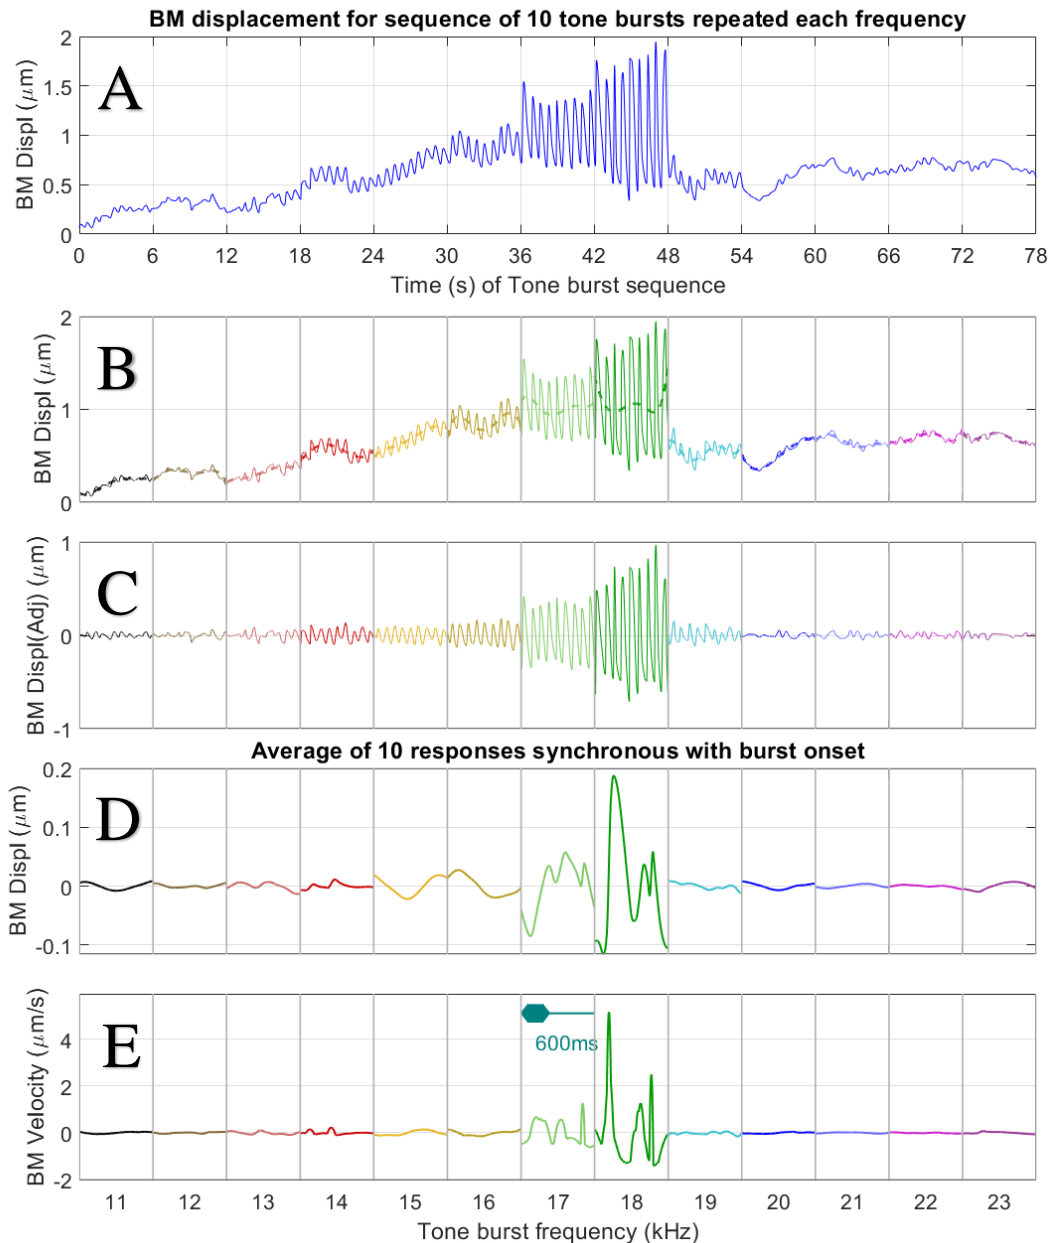 BM displacement for sequence of 10 tone bursts repeated each frequency
A
BM Displ (μm)
2
1.5
1
0.5
0
0 6 12 18 24 30 36 42 48 54 60 66 72 78
Time (s) of Tone burst sequence
B
BM Displ (μm)
2
1
0
C
BM Displ(Adj) (μm)
1
0
-1
Average of 10 responses synchronous with burst onset
D
BM Displ (μm)
0.2
0.1
0
-0.1
E
BM Velocity (μm/s)
4
2
0
-2
600ms
11 12 13 14 15 16 17 18 19 20 21 22 23
Tone burst frequency (kHz)